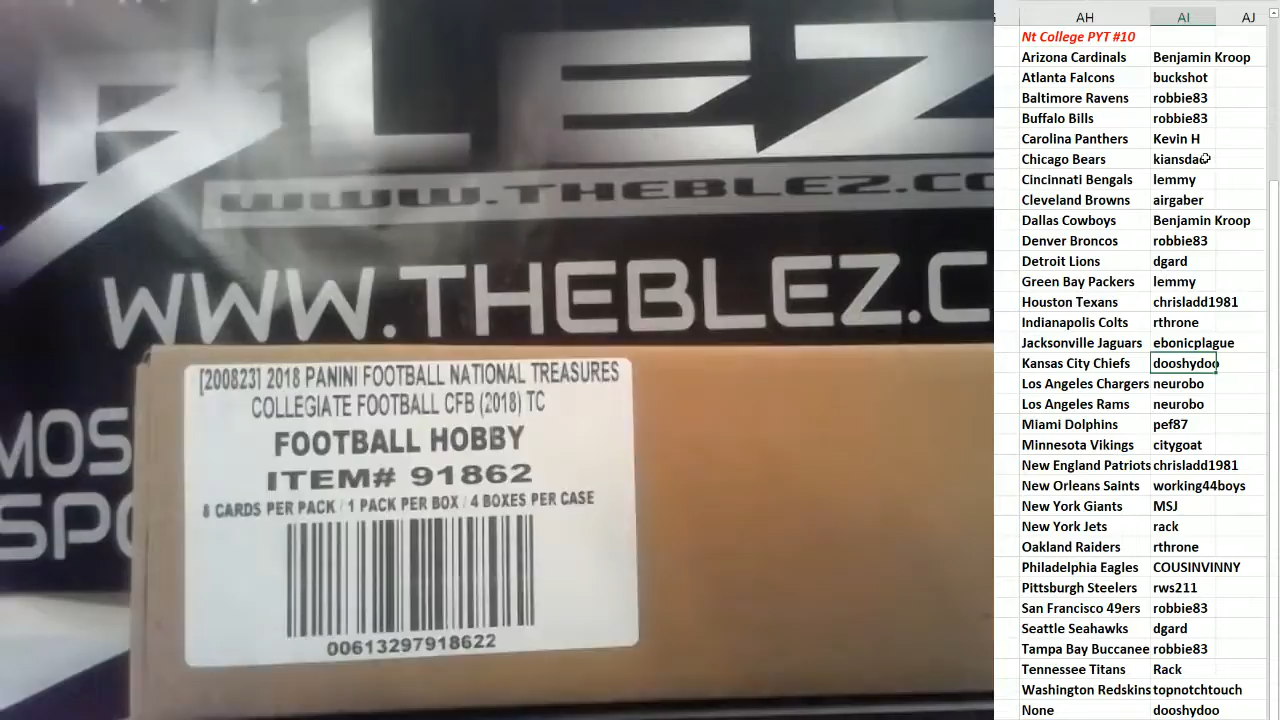 BLEZ
WWW.THEBLEZ.CO
WWW.THEBLEZ.C
MOS
SPO
[200823] 2018 PANINI FOOTBALL NATIONAL TREASURES
COLLEGIATE FOOTBALL CFB (2018) TC
FOOTBALL HOBBY
ITEM# 91862
8 CARDS PER PACK / 1 PACK PER BOX / 4 BOXES PER CASE
00613297918622
AH AI AJ
Nt College PYT #10
Arizona Cardinals Benjamin Kroop
Atlanta Falcons buckshot
Baltimore Ravens robbie83
Buffalo Bills robbie83
Carolina Panthers Kevin H
Chicago Bears
Cincinnati Bengals lemmy
Cleveland Browns airgaber
Dallas Cowboys Benjamin Kroop
Denver Broncos robbie83
Detroit Lions dgard
Green Bay Packers lemmy
Houston Texans chrisladd1981
Indianapolis Colts rthrone
Jacksonville Jaguars ebonicplague
Kansas City Chiefs dooshydoo
Los Angeles Chargers neurobo
Los Angeles Rams neurobo
Miami Dolphins pef87
Minnesota Vikings citygoat
New England Patriots chrisladd1981
New Orleans Saints working44boys
New York Giants MSJ
New York Jets rack
Oakland Raiders rthrone
Philadelphia Eagles COUSINVINNY
Pittsburgh Steelers rws211
San Francisco 49ers robbie83
Seattle Seahawks dgard
Tampa Bay Buccanee robbie83
Tennessee Titans Rack
Washington Redskins topnotchtouch
None dooshydoo